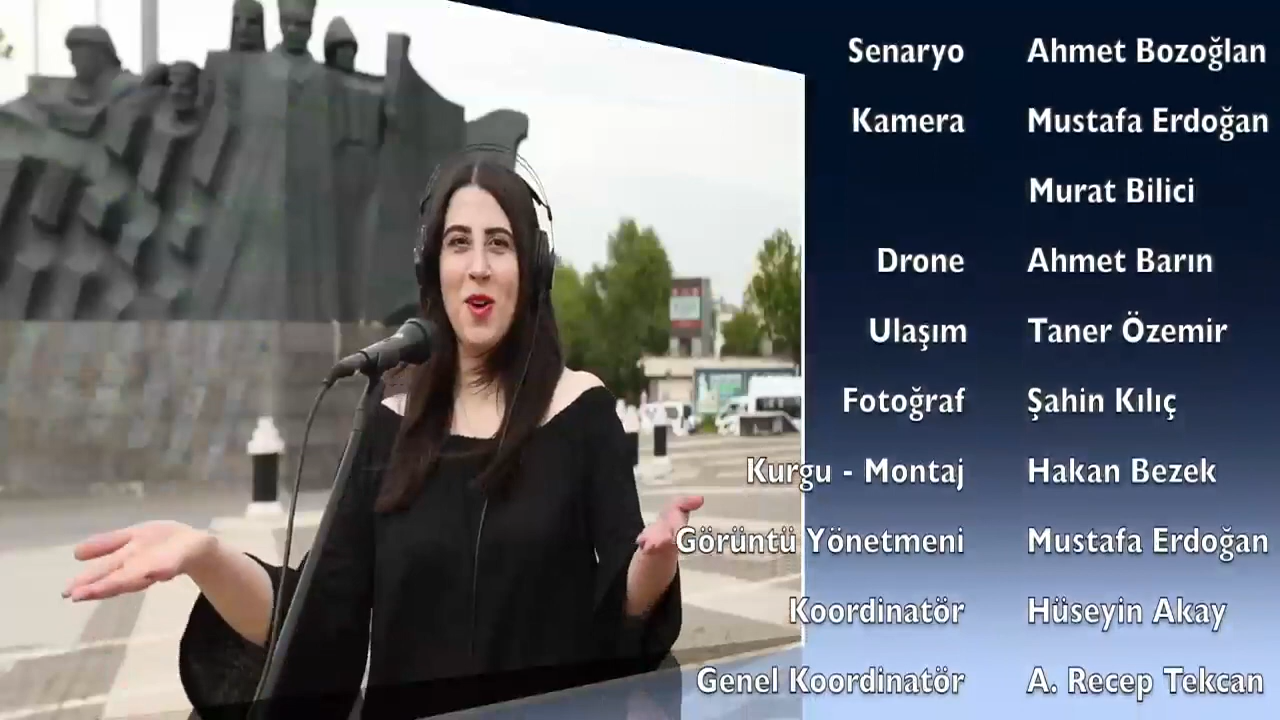 Senaryo Ahmet Bozoğlan
Kamera Mustafa Erdoğan
Murat Bilici
Drone Ahmet Barın
Ulaşım Taner Özemir
Fotoğraf Şahin Kılıç
Kurgu - Montaj Hakan Bezek
Görüntü Yönetmeni Mustafa Erdoğan
Koordinatör Hüseyin Akay
Genel Koordinatör A. Recep Tekcan